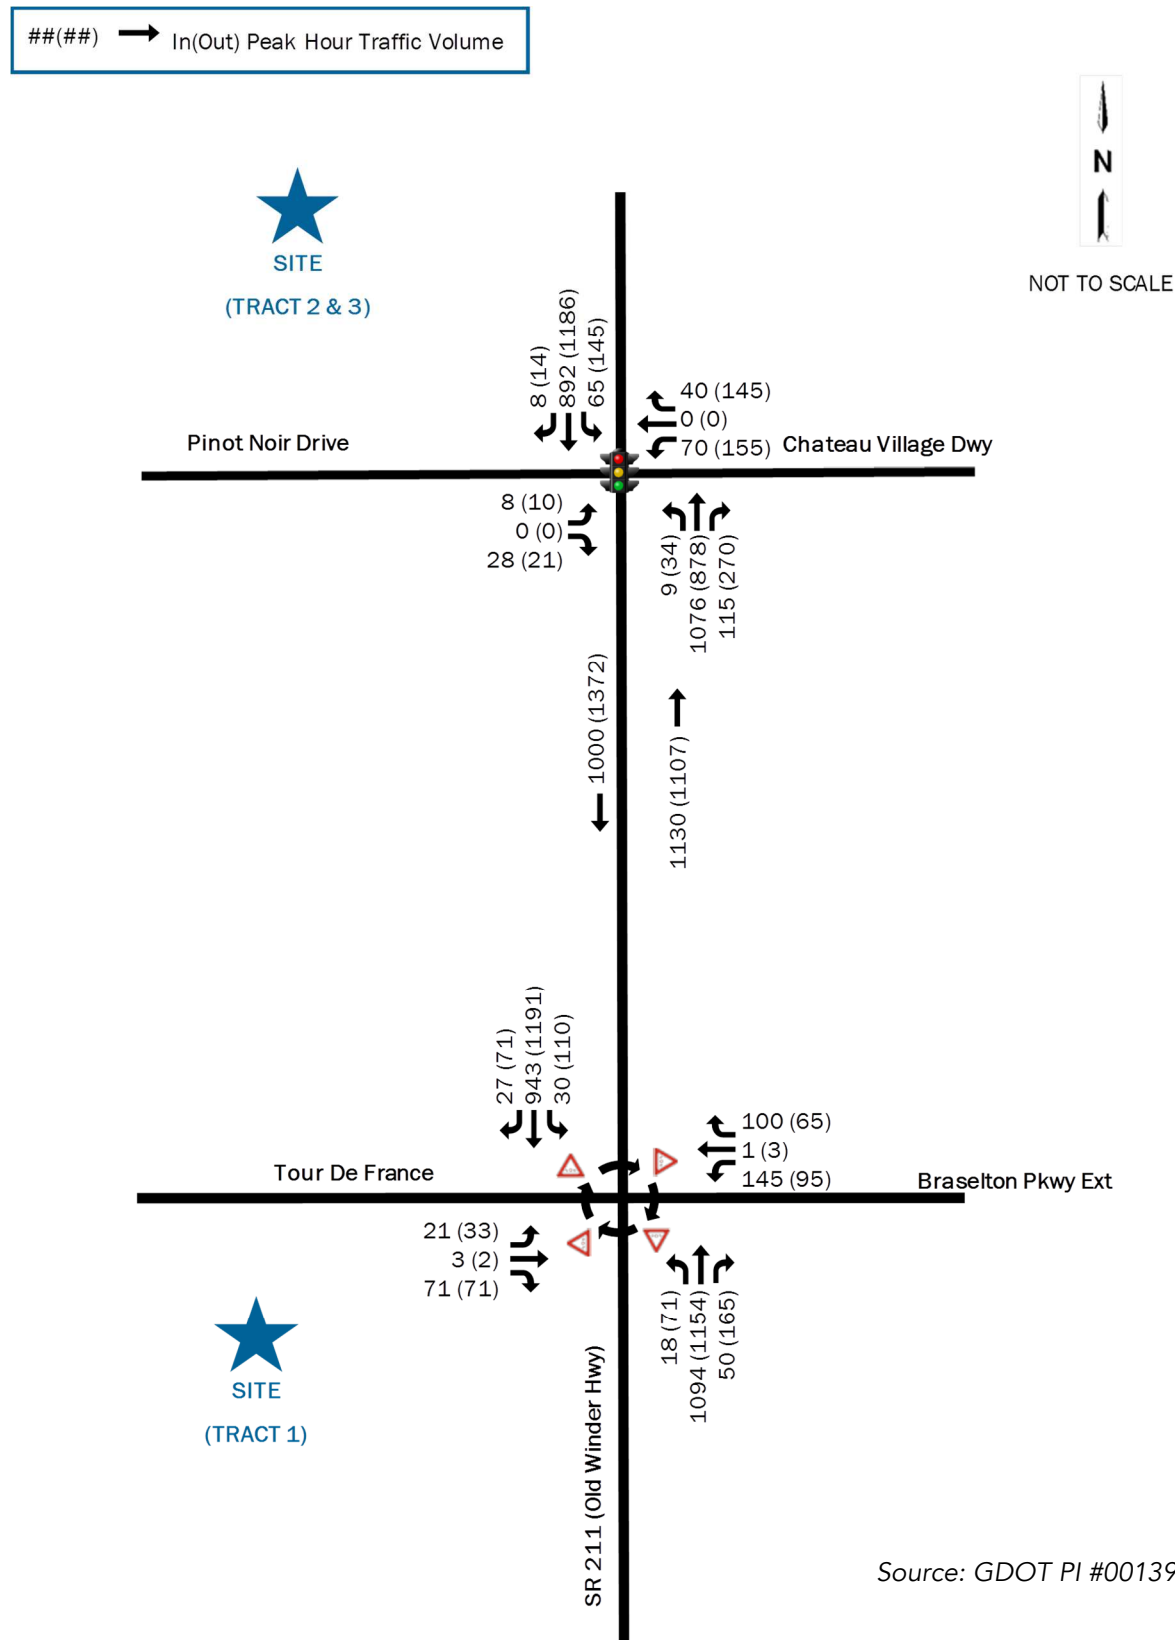 ##(##) In(Out) Peak Hour Traffic Volume
N
NOT TO SCALE
SITE
(TRACT 2 & 3)
8 (14)
892 (1186)
65 (145)
40 (145)
0 (0)
70 (155)
Pinot Noir Drive
Chateau Village Dwy
8 (10)
0 (0)
28 (21)
9 (34)
1076 (878)
115 (270)
1000 (1372)
1130 (1107)
27 (71)
943 (1191)
30 (110)
100 (65)
1 (3)
145 (95)
Tour De France
Braselton Pkwy Ext
21 (33)
3 (2)
71 (71)
18 (71)
1094 (1154)
50 (165)
SITE
(TRACT 1)
SR 211 (Old Winder Hwy)
Source: GDOT PI #00139